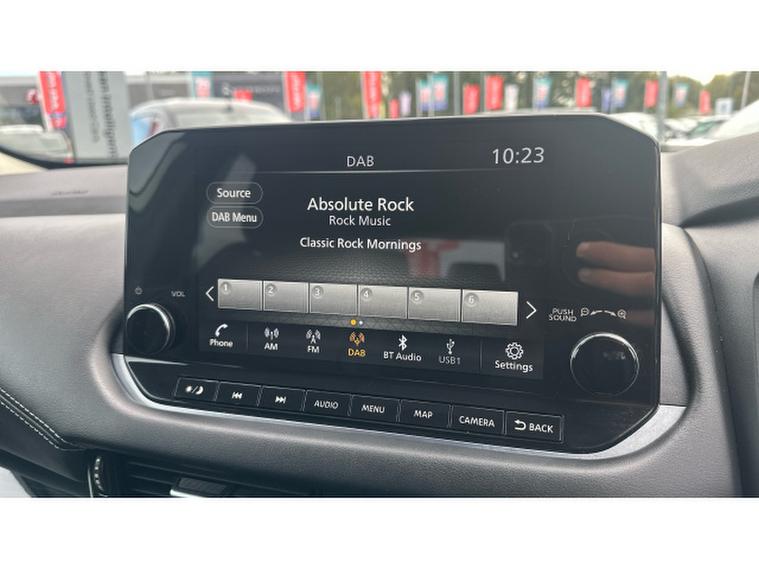 DAB
10:23
Source
DAB Menu
Absolute Rock
Rock Music
Classic Rock Mornings
1 2 3 4 5 6
VOL
PUSH SOUND
Phone
AM
FM
DAB
BT Audio
USB1
Settings
AUDIO
MENU
MAP
CAMERA
BACK